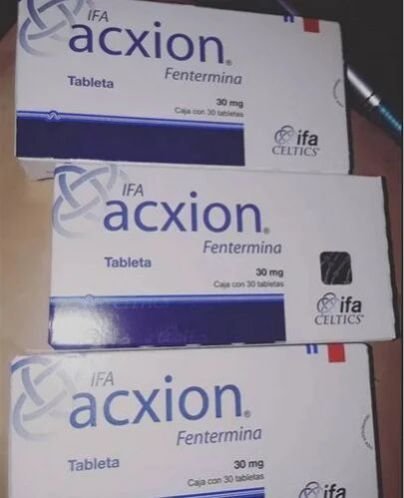 IFA
acxion®
Fentermina
Tableta
30 mg
Caja con 30 tabletas
ifa
CELTICS®
IFA
acxion®
Fentermina
Tableta
30 mg
Caja con 30 tabletas
ifa
CELTICS®
IFA
acxion®
Fentermina
Tableta
30 mg
Caja con 30 tabletas
ifa